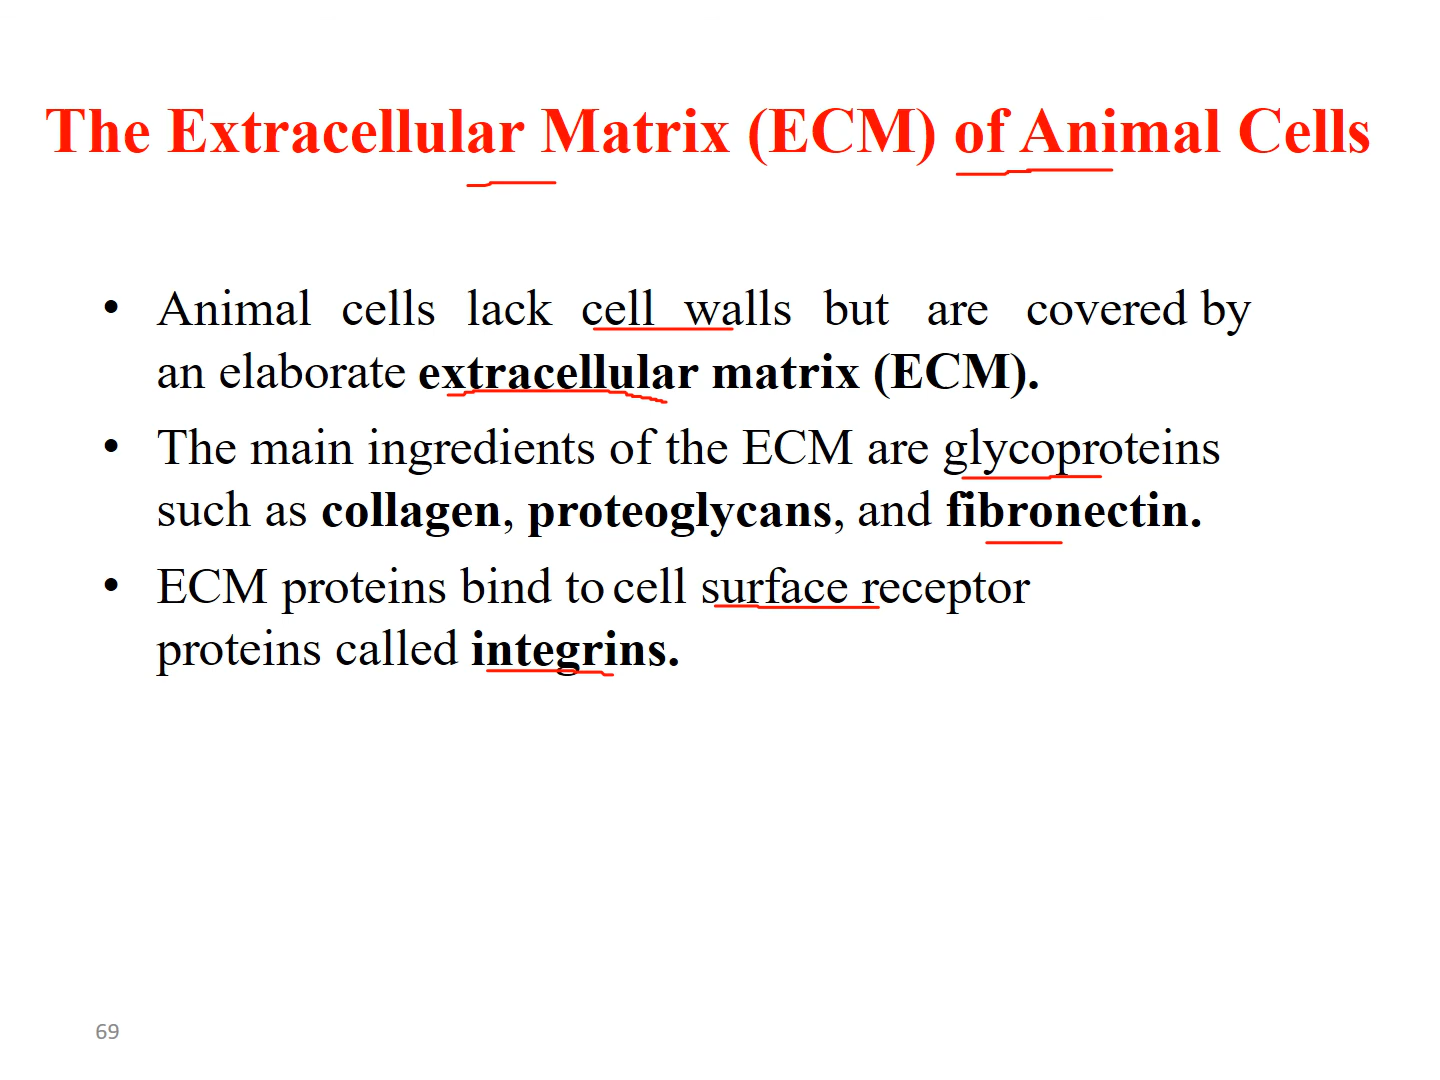 The Extracellular Matrix (ECM) of Animal Cells
• Animal cells lack cell walls but are covered by
an elaborate extracellular matrix (ECM).
• The main ingredients of the ECM are glycoproteins
such as collagen, proteoglycans, and fibronectin.
• ECM proteins bind to cell surface receptor
proteins called integrins.
69